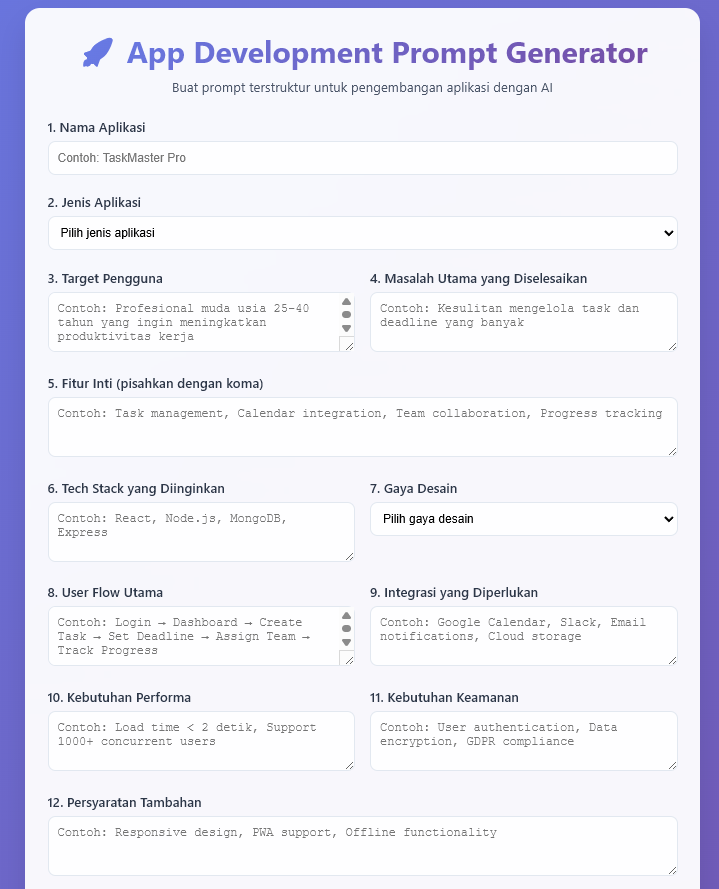 App Development Prompt Generator
Buat prompt terstruktur untuk pengembangan aplikasi dengan AI
1. Nama Aplikasi
Contoh: TaskMaster Pro
2. Jenis Aplikasi
Pilih jenis aplikasi
3. Target Pengguna
Contoh: Profesional muda usia 25-40
tahun yang ingin meningkatkan
produktivitas kerja
4. Masalah Utama yang Diselesaikan
Contoh: Kesulitan mengelola task dan
deadline yang banyak
5. Fitur Inti (pisahkan dengan koma)
Contoh: Task management, Calendar integration, Team collaboration, Progress tracking
6. Tech Stack yang Diinginkan
Contoh: React, Node.js, MongoDB,
Express
7. Gaya Desain
Pilih gaya desain
8. User Flow Utama
Contoh: Login → Dashboard → Create
Task → Set Deadline → Assign Team →
Track Progress
9. Integrasi yang Diperlukan
Contoh: Google Calendar, Slack, Email
notifications, Cloud storage
10. Kebutuhan Performa
Contoh: Load time < 2 detik, Support
1000+ concurrent users
11. Kebutuhan Keamanan
Contoh: User authentication, Data
encryption, GDPR compliance
12. Persyaratan Tambahan
Contoh: Responsive design, PWA support, Offline functionality